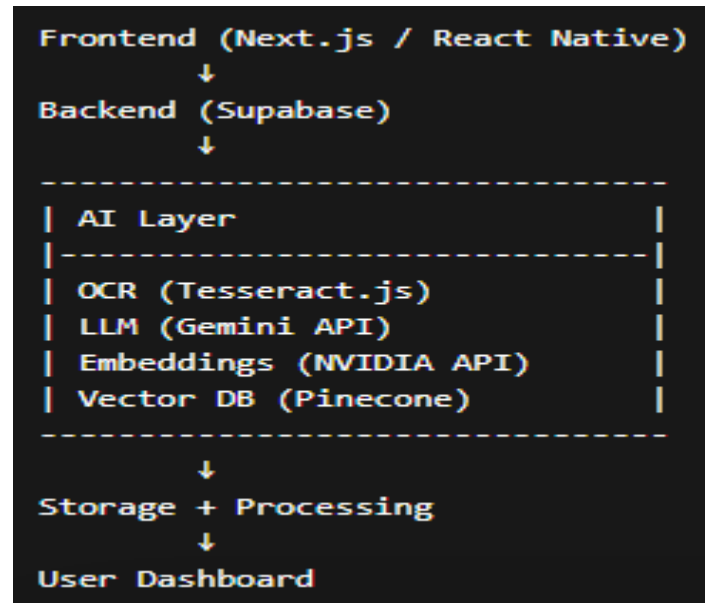 Frontend (Next.js / React Native)
↓
Backend (Supabase)
↓
---------------------------------
| AI Layer |
|-------------------------------|
| OCR (Tesseract.js) |
| LLM (Gemini API) |
| Embeddings (NVIDIA API) |
| Vector DB (Pinecone) |
---------------------------------
↓
Storage + Processing
↓
User Dashboard